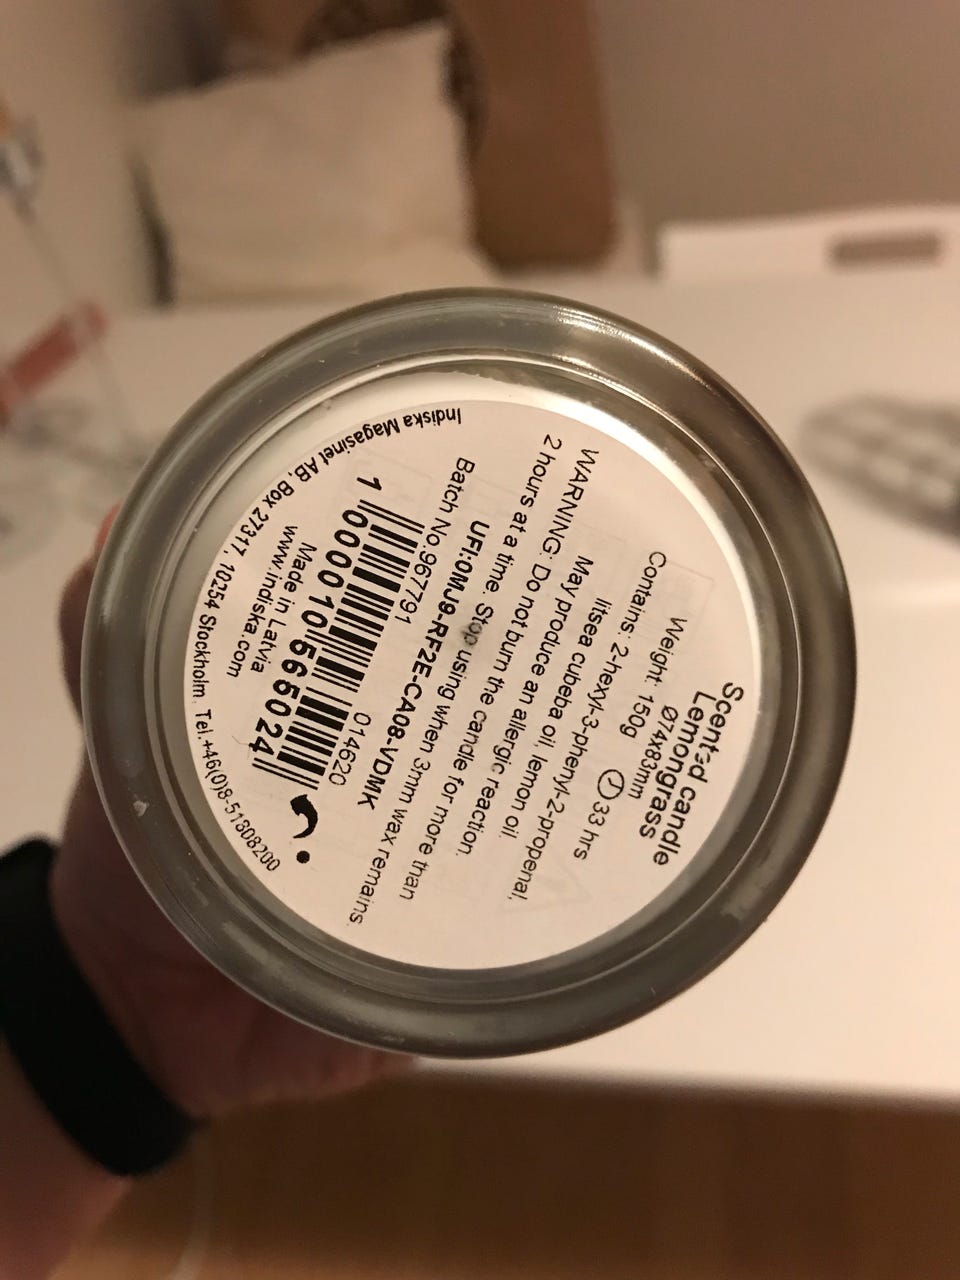 Scented candle
Lemongrass
Ø74x83mm
Weight: 150g
33 hrs
Contains: 2-hexyl-3-phenyl-2-propenal,
litsea cubeba oil, lemon oil.
May produce an allergic reaction.
WARNING: Do not burn the candle for more than
2 hours at a time. Stop using when 3mm wax remains.
UFI:0MJ9-RF2E-CA08-VDMK
Batch No.967791
014620
1 000010 565024
Made in Latvia
www.indiska.com
Indiska Magasinet AB, Box 27317, 10254 Stockholm, Tel.+46(0)8-51808200